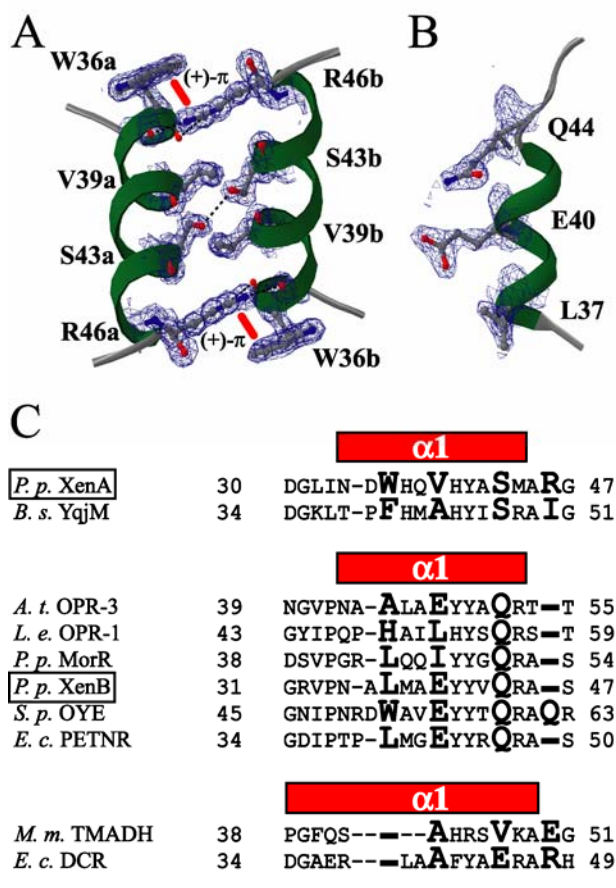 A
B
W36a
(+)-π
R46b
S43b
V39a
V39b
S43a
R46a
(+)-π
W36b
Q44
E40
L37
C
α1
P. p. XenA 30 DGLIN-DWHQVHYASMARG 47
B. s. YqjM 34 DGKLT-PFHMAHYISRAIG 51
α1
A. t. OPR-3 39 NGVPNA-ALAEYYAQRT-T 55
L. e. OPR-1 43 GYIPQP-HAILHYSQRS-T 59
P. p. MorR 38 DSVPGR-LQQIYYGQRA-S 54
P. p. XenB 31 GRVPN-ALMAEYYVQRA-S 47
S. p. OYE 45 GNIPNRDWAVEYYTQRAQR 63
E. c. PETNR 34 GDIPTP-LMGEYYRQRA-S 50
α1
M. m. TMADH 38 PGFQS----AHRSVKAEG 51
E. c. DCR 34 DGAER---LAAFYAERARH 49